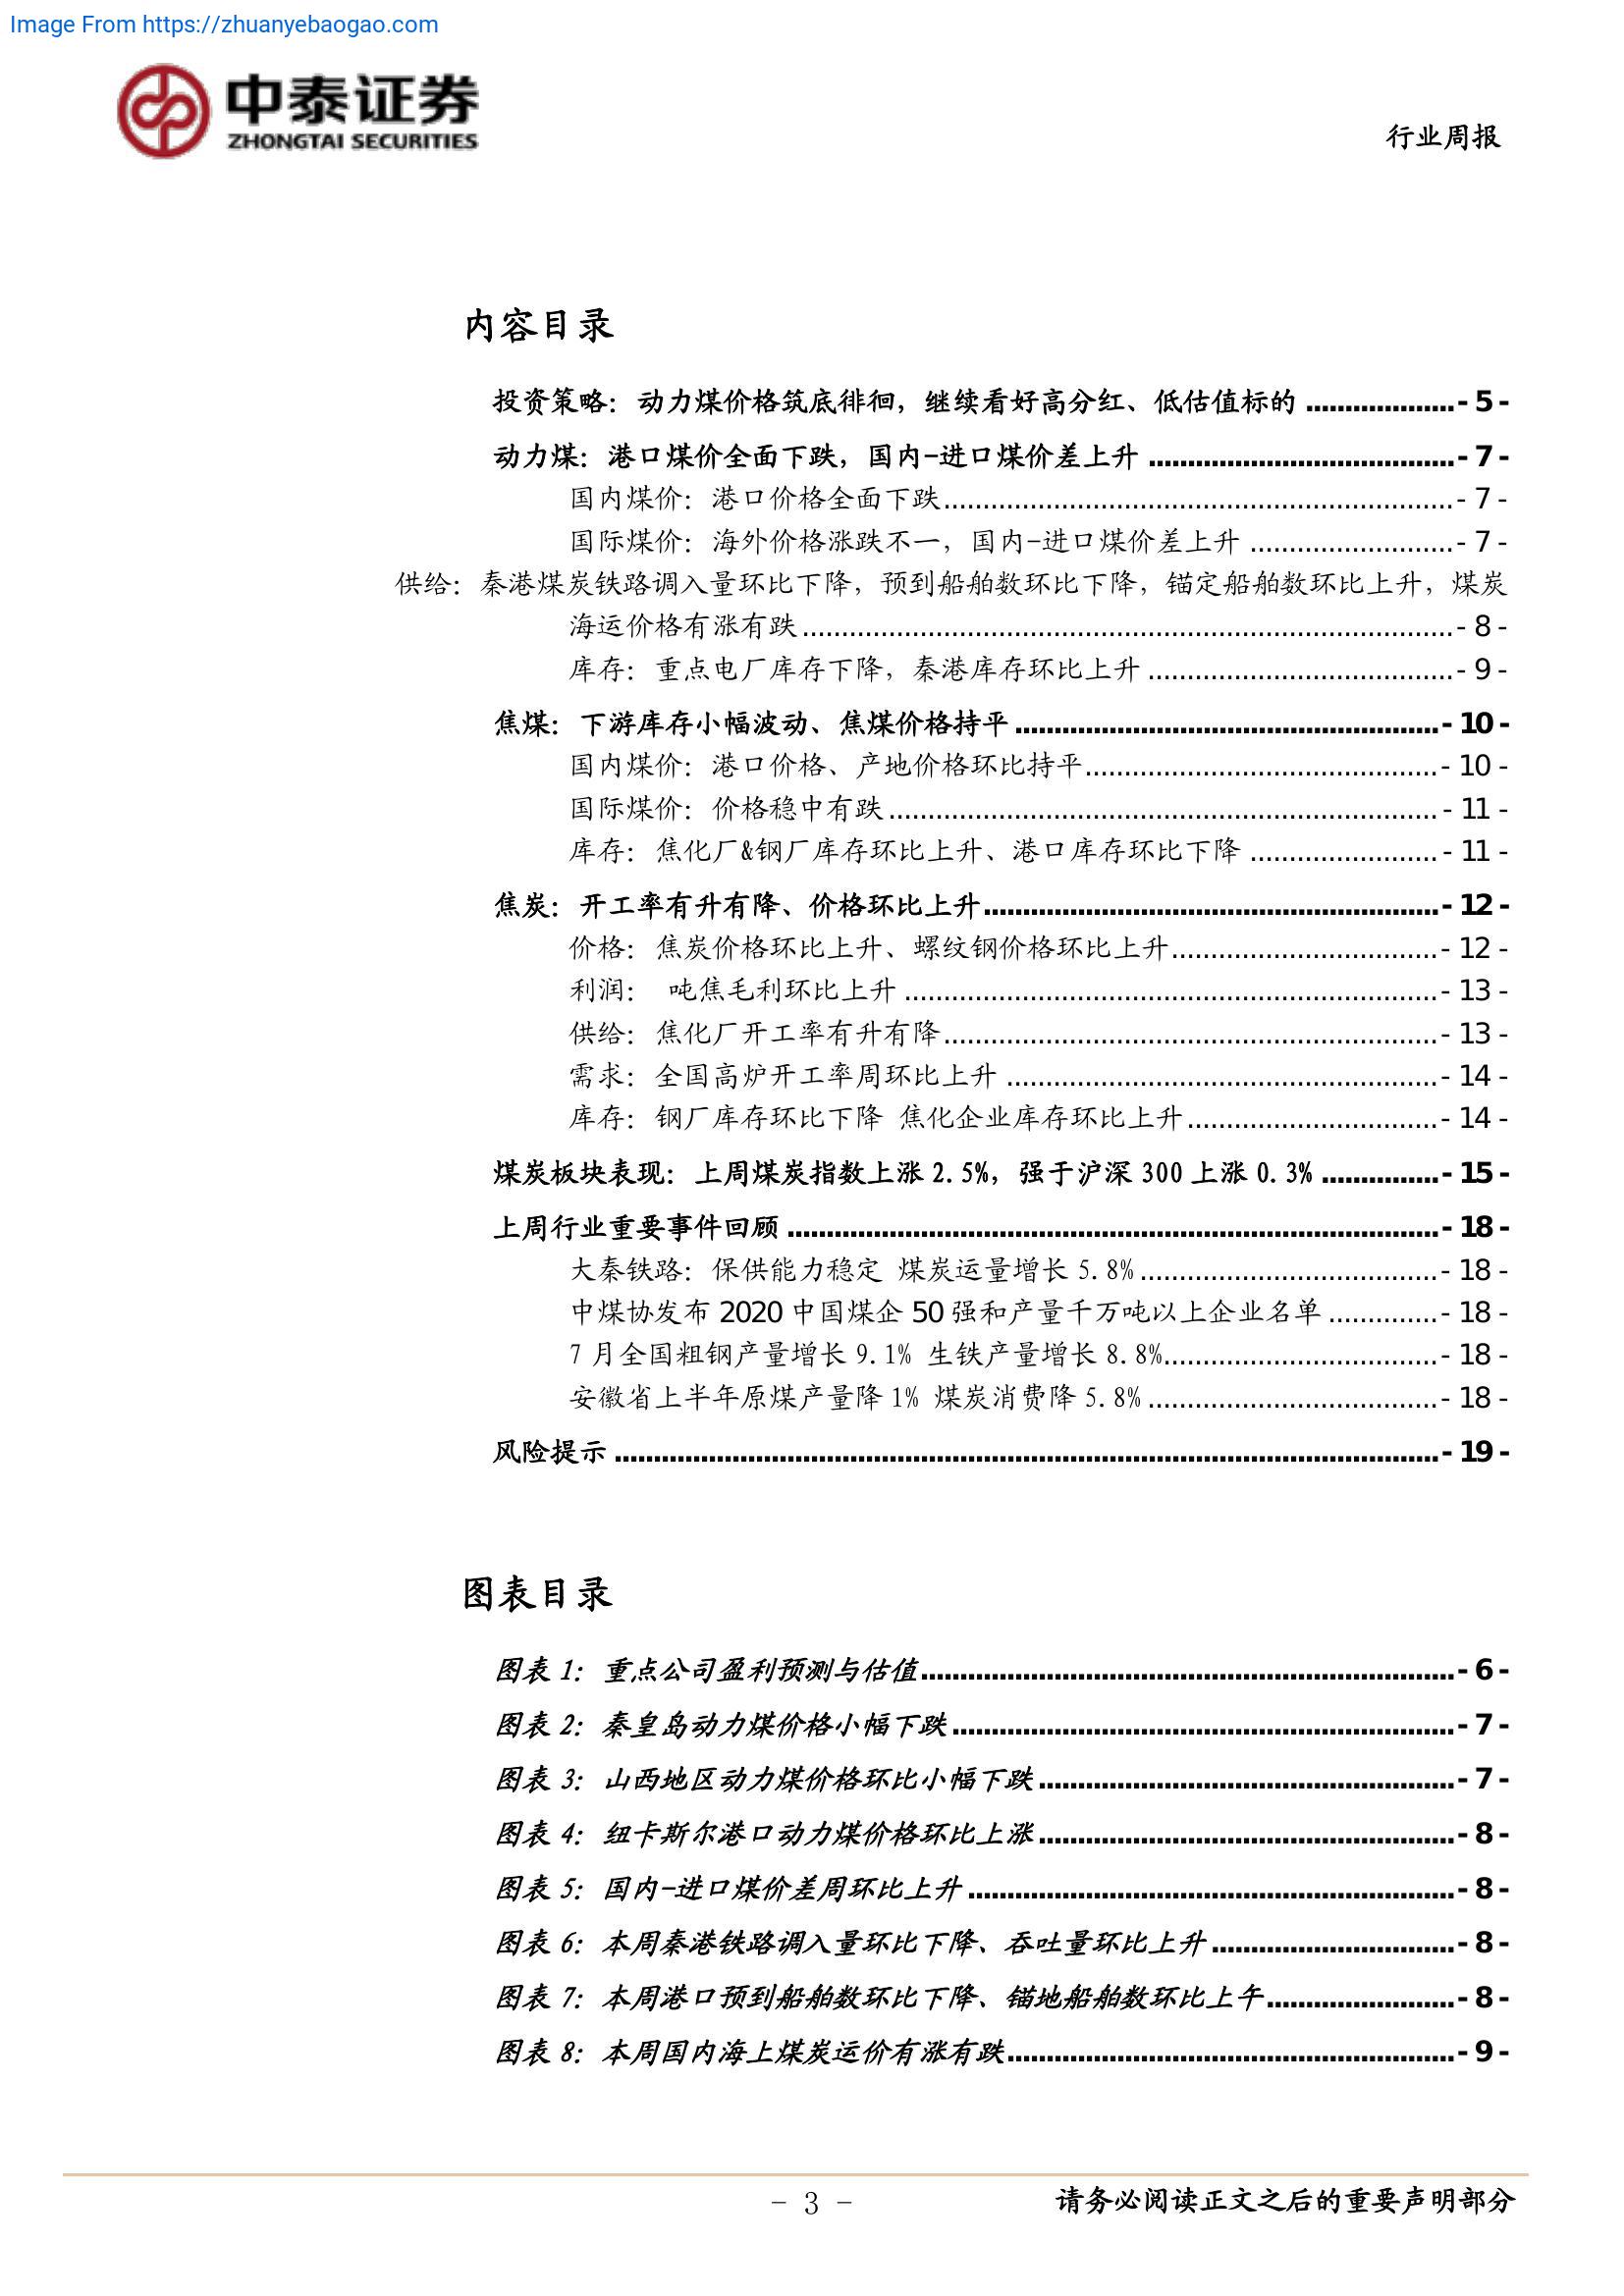 Image From https://zhuanyebaogao.com
中泰证券
ZHONGTAI SECURITIES
行业周报
内容目录
投资策略：动力煤价格筑底徘徊，继续看好高分红、低估值标的 ...................- 5 -
动力煤：港口煤价全面下跌，国内-进口煤价差上升 .......................................- 7 -
国内煤价：港口价格全面下跌.................................................................- 7 -
国际煤价：海外价格涨跌不一，国内-进口煤价差上升 ..........................- 7 -
供给：秦港煤炭铁路调入量环比下降，预到船舶数环比下降，锚定船舶数环比上升，煤炭
海运价格有涨有跌...................................................................................- 8 -
库存：重点电厂库存下降，秦港库存环比上升 .......................................- 9 -
焦煤：下游库存小幅波动、焦煤价格持平......................................................- 10 -
国内煤价：港口价格、产地价格环比持平.............................................- 10 -
国际煤价：价格稳中有跌......................................................................- 11 -
库存：焦化厂&钢厂库存环比上升、港口库存环比下降 ........................- 11 -
焦炭：开工率有升有降、价格环比上升..........................................................- 12 -
价格：焦炭价格环比上升、螺纹钢价格环比上升..................................- 12 -
利润： 吨焦毛利环比上升 ....................................................................- 13 -
供给：焦化厂开工率有升有降...............................................................- 13 -
需求：全国高炉开工率周环比上升 .......................................................- 14 -
库存：钢厂库存环比下降 焦化企业库存环比上升................................- 14 -
煤炭板块表现：上周煤炭指数上涨 2.5%，强于沪深 300 上涨 0.3% ...............- 15 -
上周行业重要事件回顾 ...................................................................................- 18 -
大秦铁路：保供能力稳定 煤炭运量增长 5.8%......................................- 18 -
中煤协发布 2020 中国煤企 50 强和产量千万吨以上企业名单 ..............- 18 -
7 月全国粗钢产量增长 9.1% 生铁产量增长 8.8%...................................- 18 -
安徽省上半年原煤产量降 1% 煤炭消费降 5.8% .....................................- 18 -
风险提示 .........................................................................................................- 19 -
图表目录
图表 1：重点公司盈利预测与估值....................................................................- 6 -
图表 2：秦皇岛动力煤价格小幅下跌................................................................- 7 -
图表 3：山西地区动力煤价格环比小幅下跌.....................................................- 7 -
图表 4：纽卡斯尔港口动力煤价格环比上涨.....................................................- 8 -
图表 5：国内-进口煤价差周环比上升 ..............................................................- 8 -
图表 6：本周秦港铁路调入量环比下降、吞吐量环比上升...............................- 8 -
图表 7：本周港口预到船舶数环比下降、锚地船舶数环比上午........................- 8 -
图表 8：本周国内海上煤炭运价有涨有跌.........................................................- 9 -
- 3 -
请务必阅读正文之后的重要声明部分